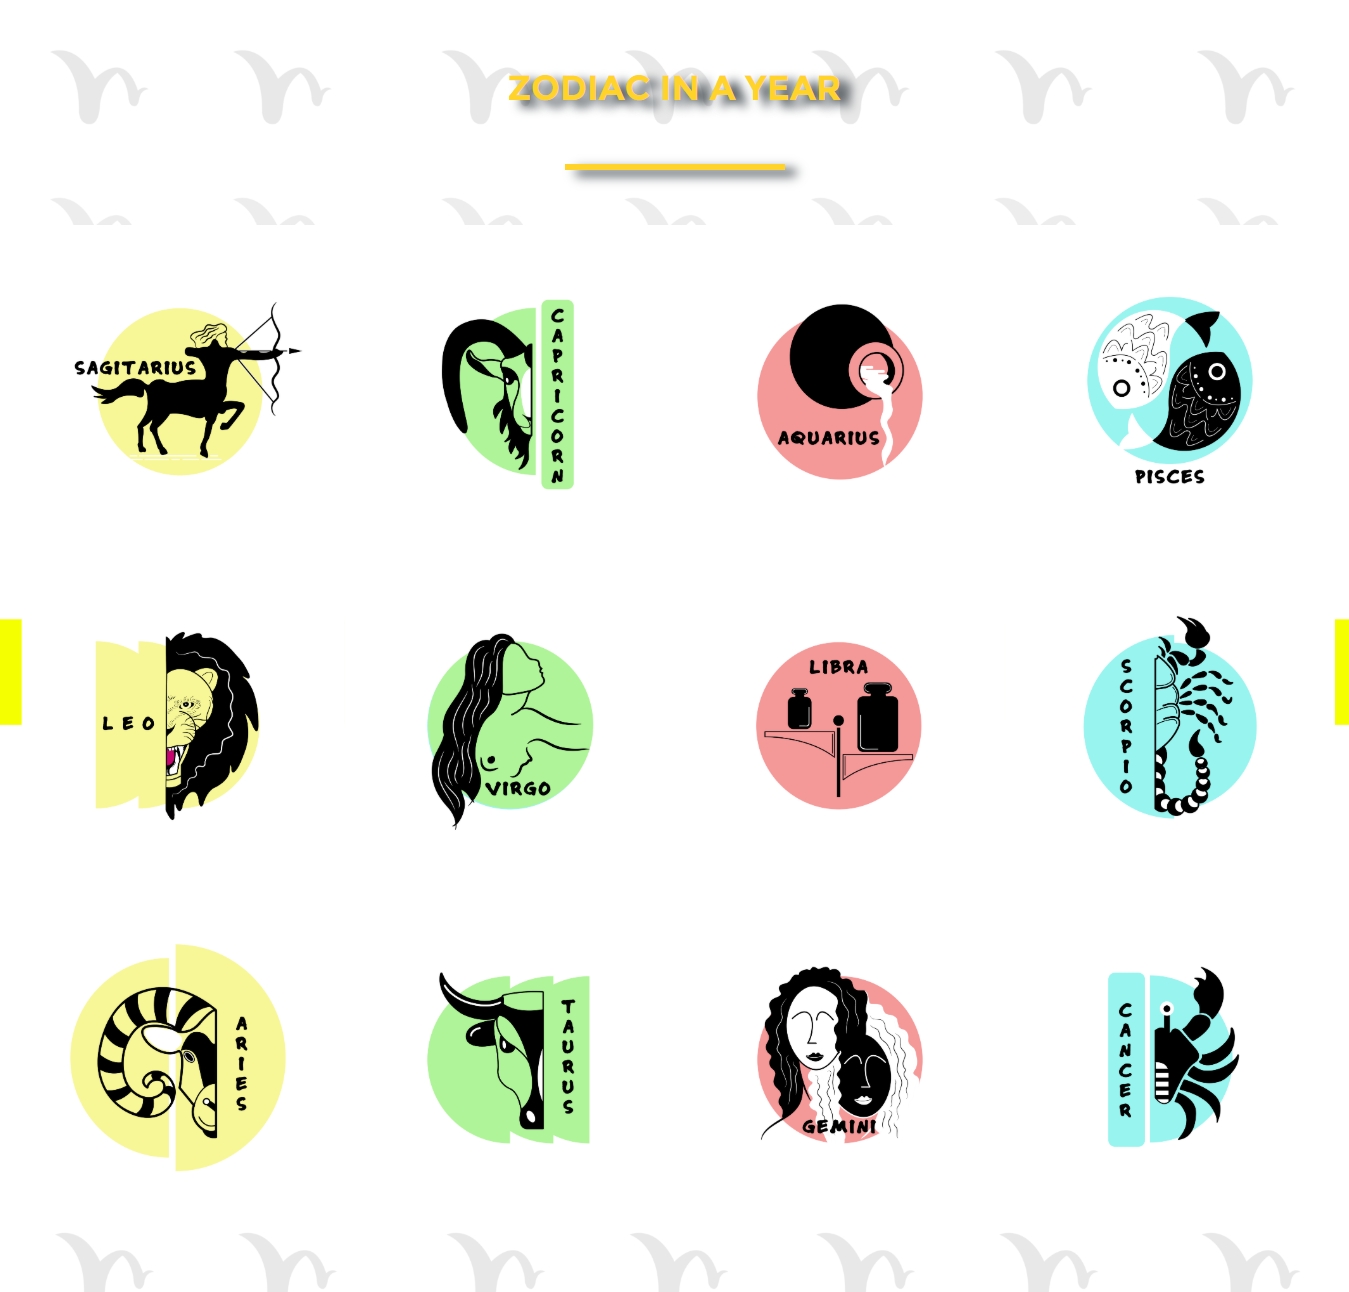 ZODIAC IN A YEAR
SAGITARIUS
CAPRICORN
AQUARIUS
PISCES
LEO
VIRGO
LIBRA
SCORPIO
ARIES
TAURUS
GEMINI
CANCER